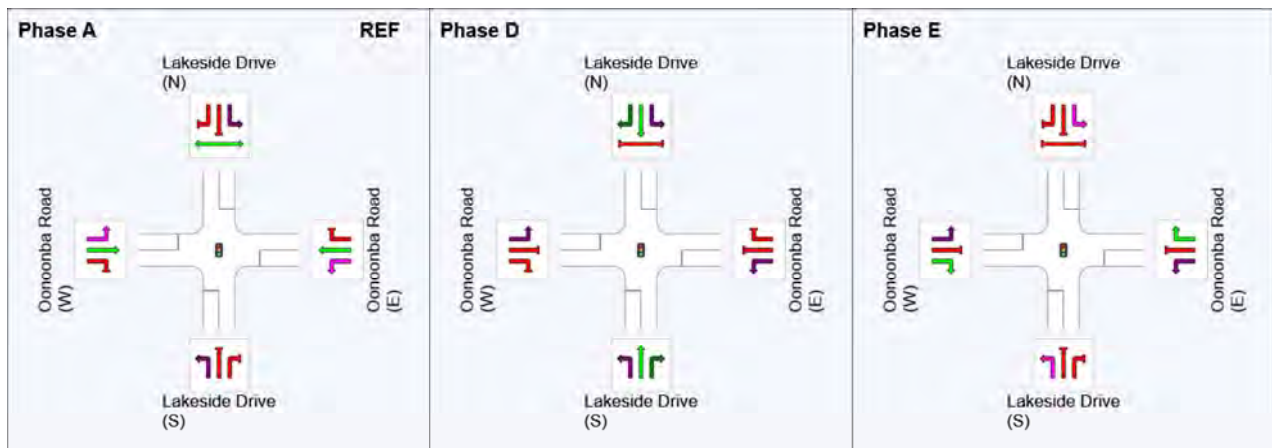 Phase A REF
Lakeside Drive
(N)
Oonoonba Road
(W)
Oonoonba Road
(E)
Lakeside Drive
(S)
Phase D
Lakeside Drive
(N)
Oonoonba Road
(W)
Oonoonba Road
(E)
Lakeside Drive
(S)
Phase E
Lakeside Drive
(N)
Oonoonba Road
(W)
Oonoonba Road
(E)
Lakeside Drive
(S)